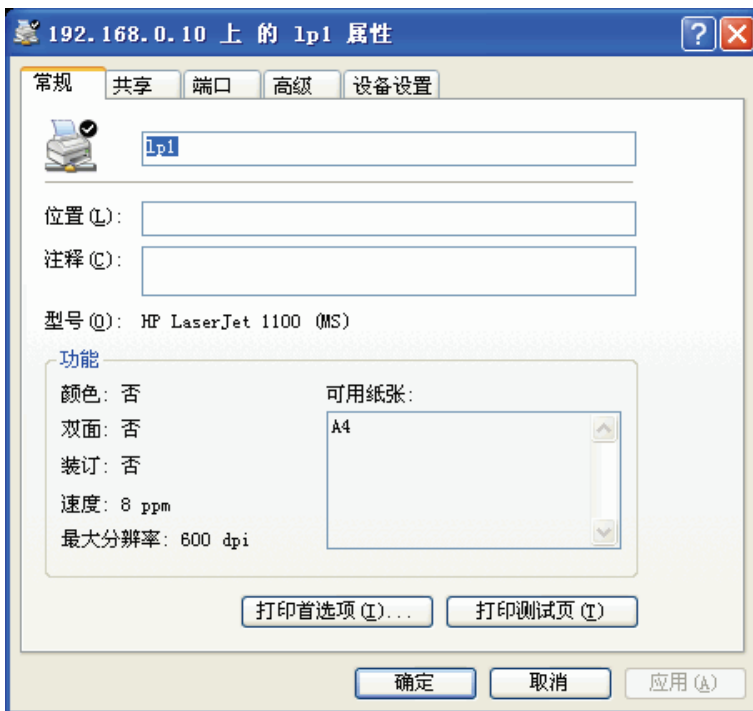 192.168.0.10 上 的 lp1 属性
常规 共享 端口 高级 设备设置
lp1
位置(L):
注释(C):
型号(O): HP LaserJet 1100 (MS)
功能
颜色: 否
双面: 否
装订: 否
速度: 8 ppm
最大分辨率: 600 dpi
可用纸张:
A4
打印首选项(I)... 打印测试页(T)
确定 取消 应用(A)